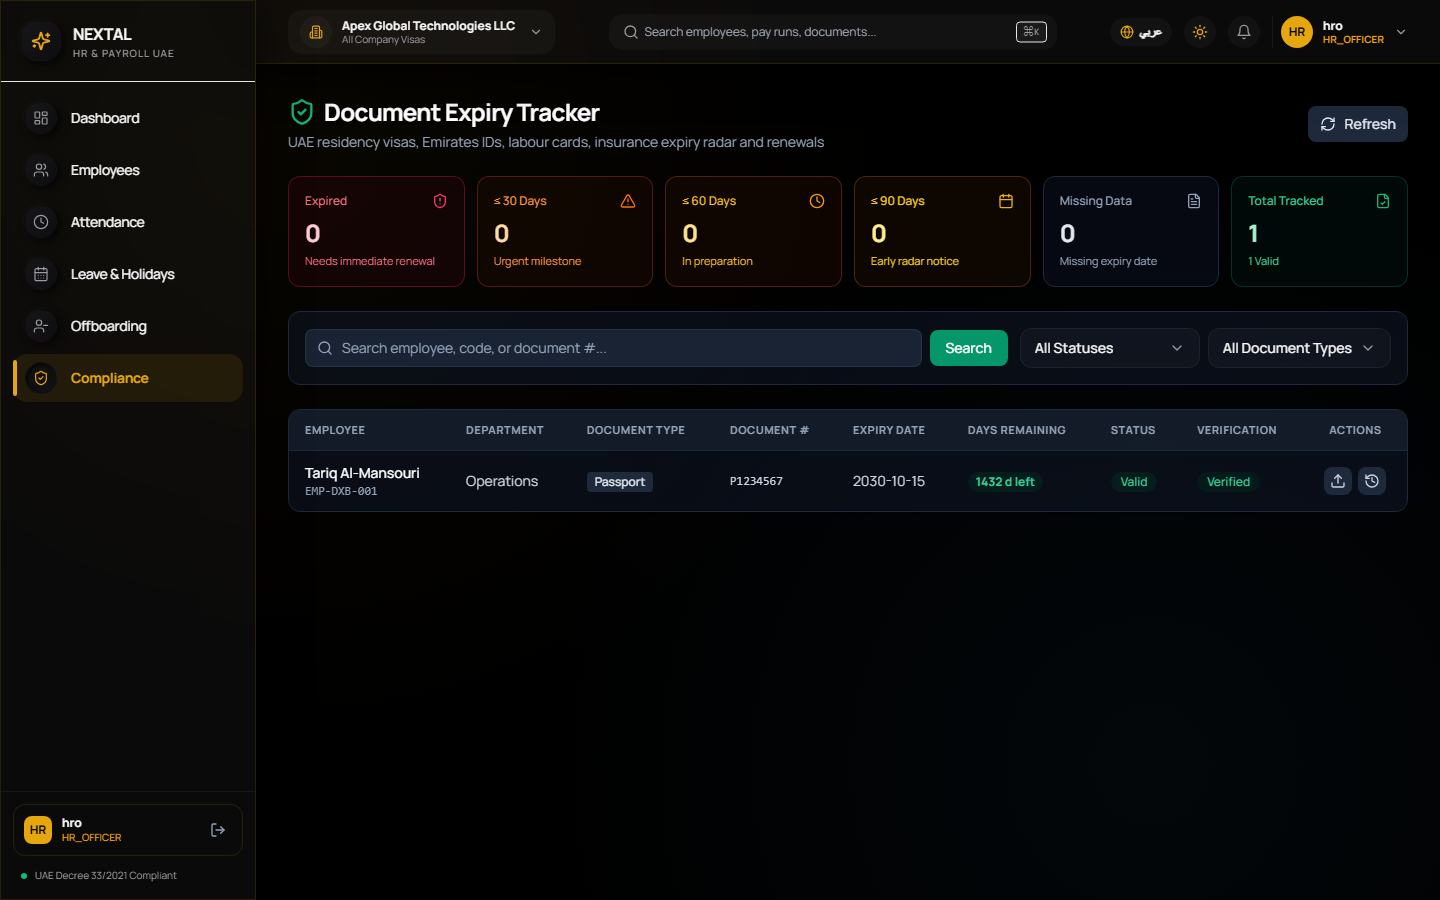 NEXTAL
HR & PAYROLL UAE
Dashboard
Employees
Attendance
Leave & Holidays
Offboarding
Compliance
HR
hro
HR_OFFICER
UAE Decree 33/2021 Compliant
Apex Global Technologies LLC
All Company Visas
Search employees, pay runs, documents...
⌘K
عربي
HR
hro
HR_OFFICER
Document Expiry Tracker
UAE residency visas, Emirates IDs, labour cards, insurance expiry radar and renewals
Refresh
Expired
0
Needs immediate renewal
≤ 30 Days
0
Urgent milestone
≤ 60 Days
0
In preparation
≤ 90 Days
0
Early radar notice
Missing Data
0
Missing expiry date
Total Tracked
1
1 Valid
Search employee, code, or document #...
Search
All Statuses
All Document Types
EMPLOYEE DEPARTMENT DOCUMENT TYPE DOCUMENT # EXPIRY DATE DAYS REMAINING STATUS VERIFICATION ACTIONS
Tariq Al-Mansouri
EMP-DXB-001
Operations Passport P1234567 2030-10-15 1432 d left Valid Verified